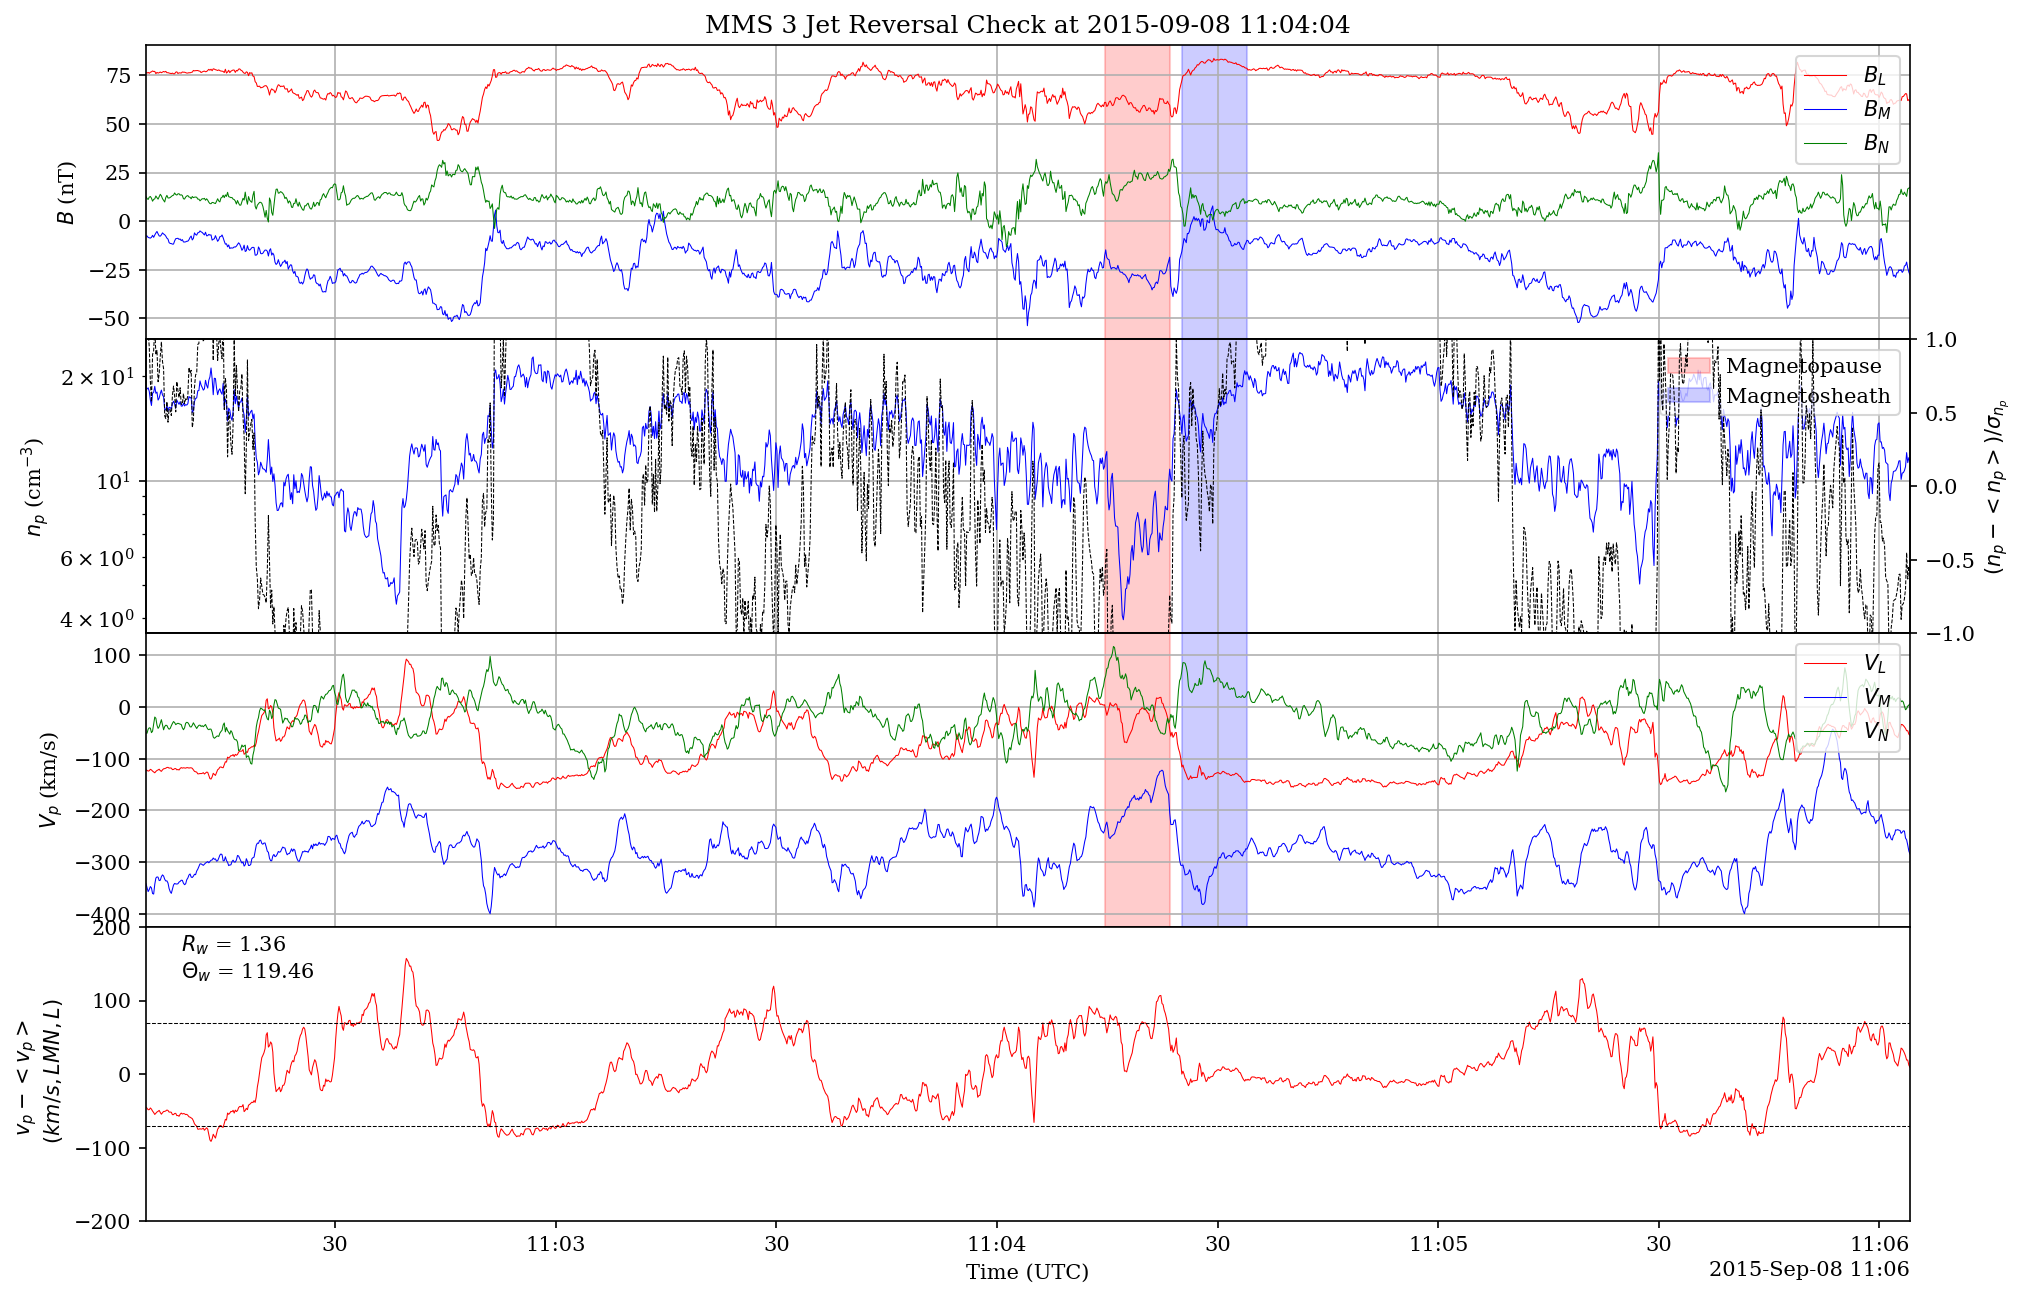 MMS 3 Jet Reversal Check at 2015-09-08 11:04:04
75
50
25
0
−25
−50
B (nT)
B_L
B_M
B_N
2 × 10^1
10^1
6 × 10^0
4 × 10^0
n_p (cm^−3)
1.0
0.5
0.0
−0.5
−1.0
(n_p − < n_p >)/σ_{n_p}
Magnetopause
Magnetosheath
100
0
−100
−200
−300
−400
V_p (km/s)
V_L
V_M
V_N
200
100
0
−100
−200
v_p − < v_p >
(km/s, LMN, L)
R_w = 1.36
Θ_w = 119.46
30
11:03
30
11:04
30
11:05
30
11:06
Time (UTC)
2015-Sep-08 11:06